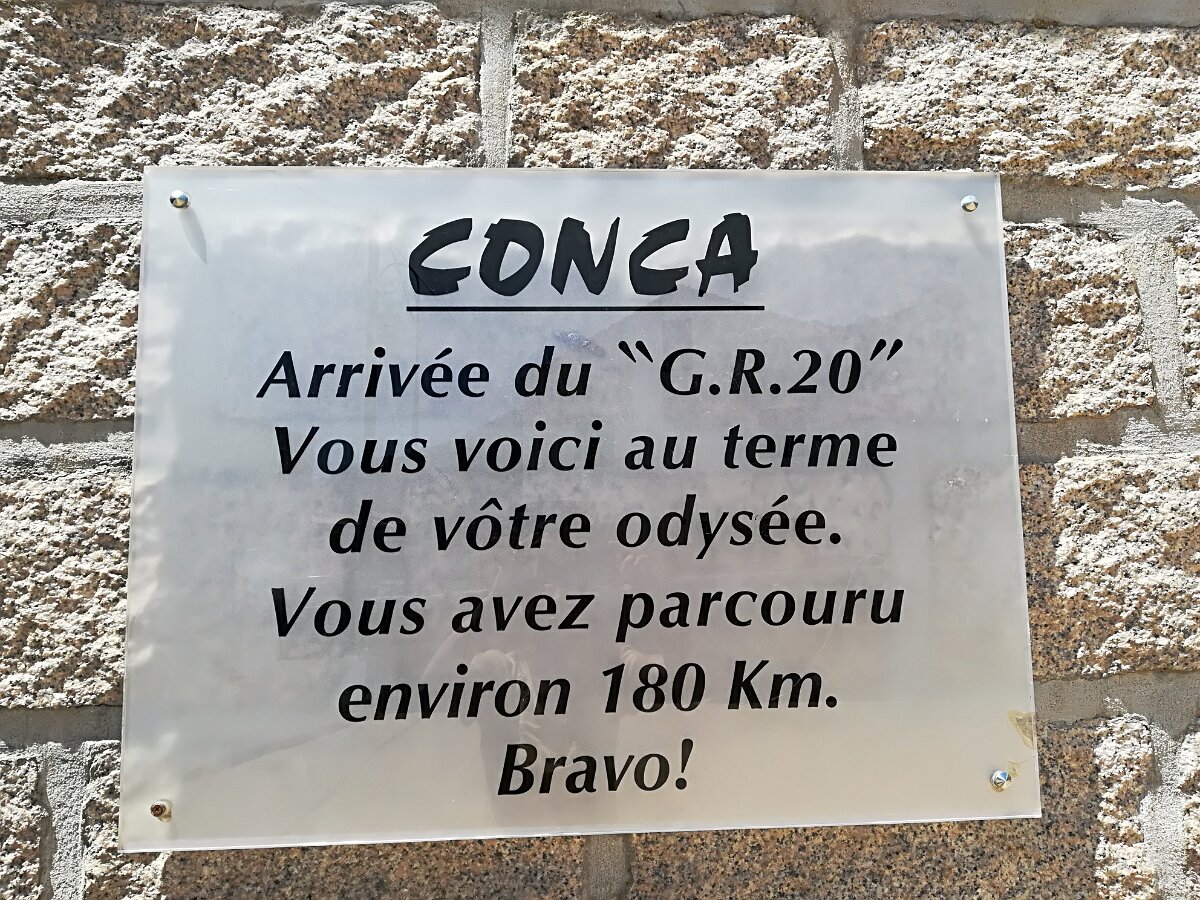 CONCA
Arrivée du "G.R.20"
Vous voici au terme
de vôtre odysée.
Vous avez parcouru
environ 180 Km.
Bravo!